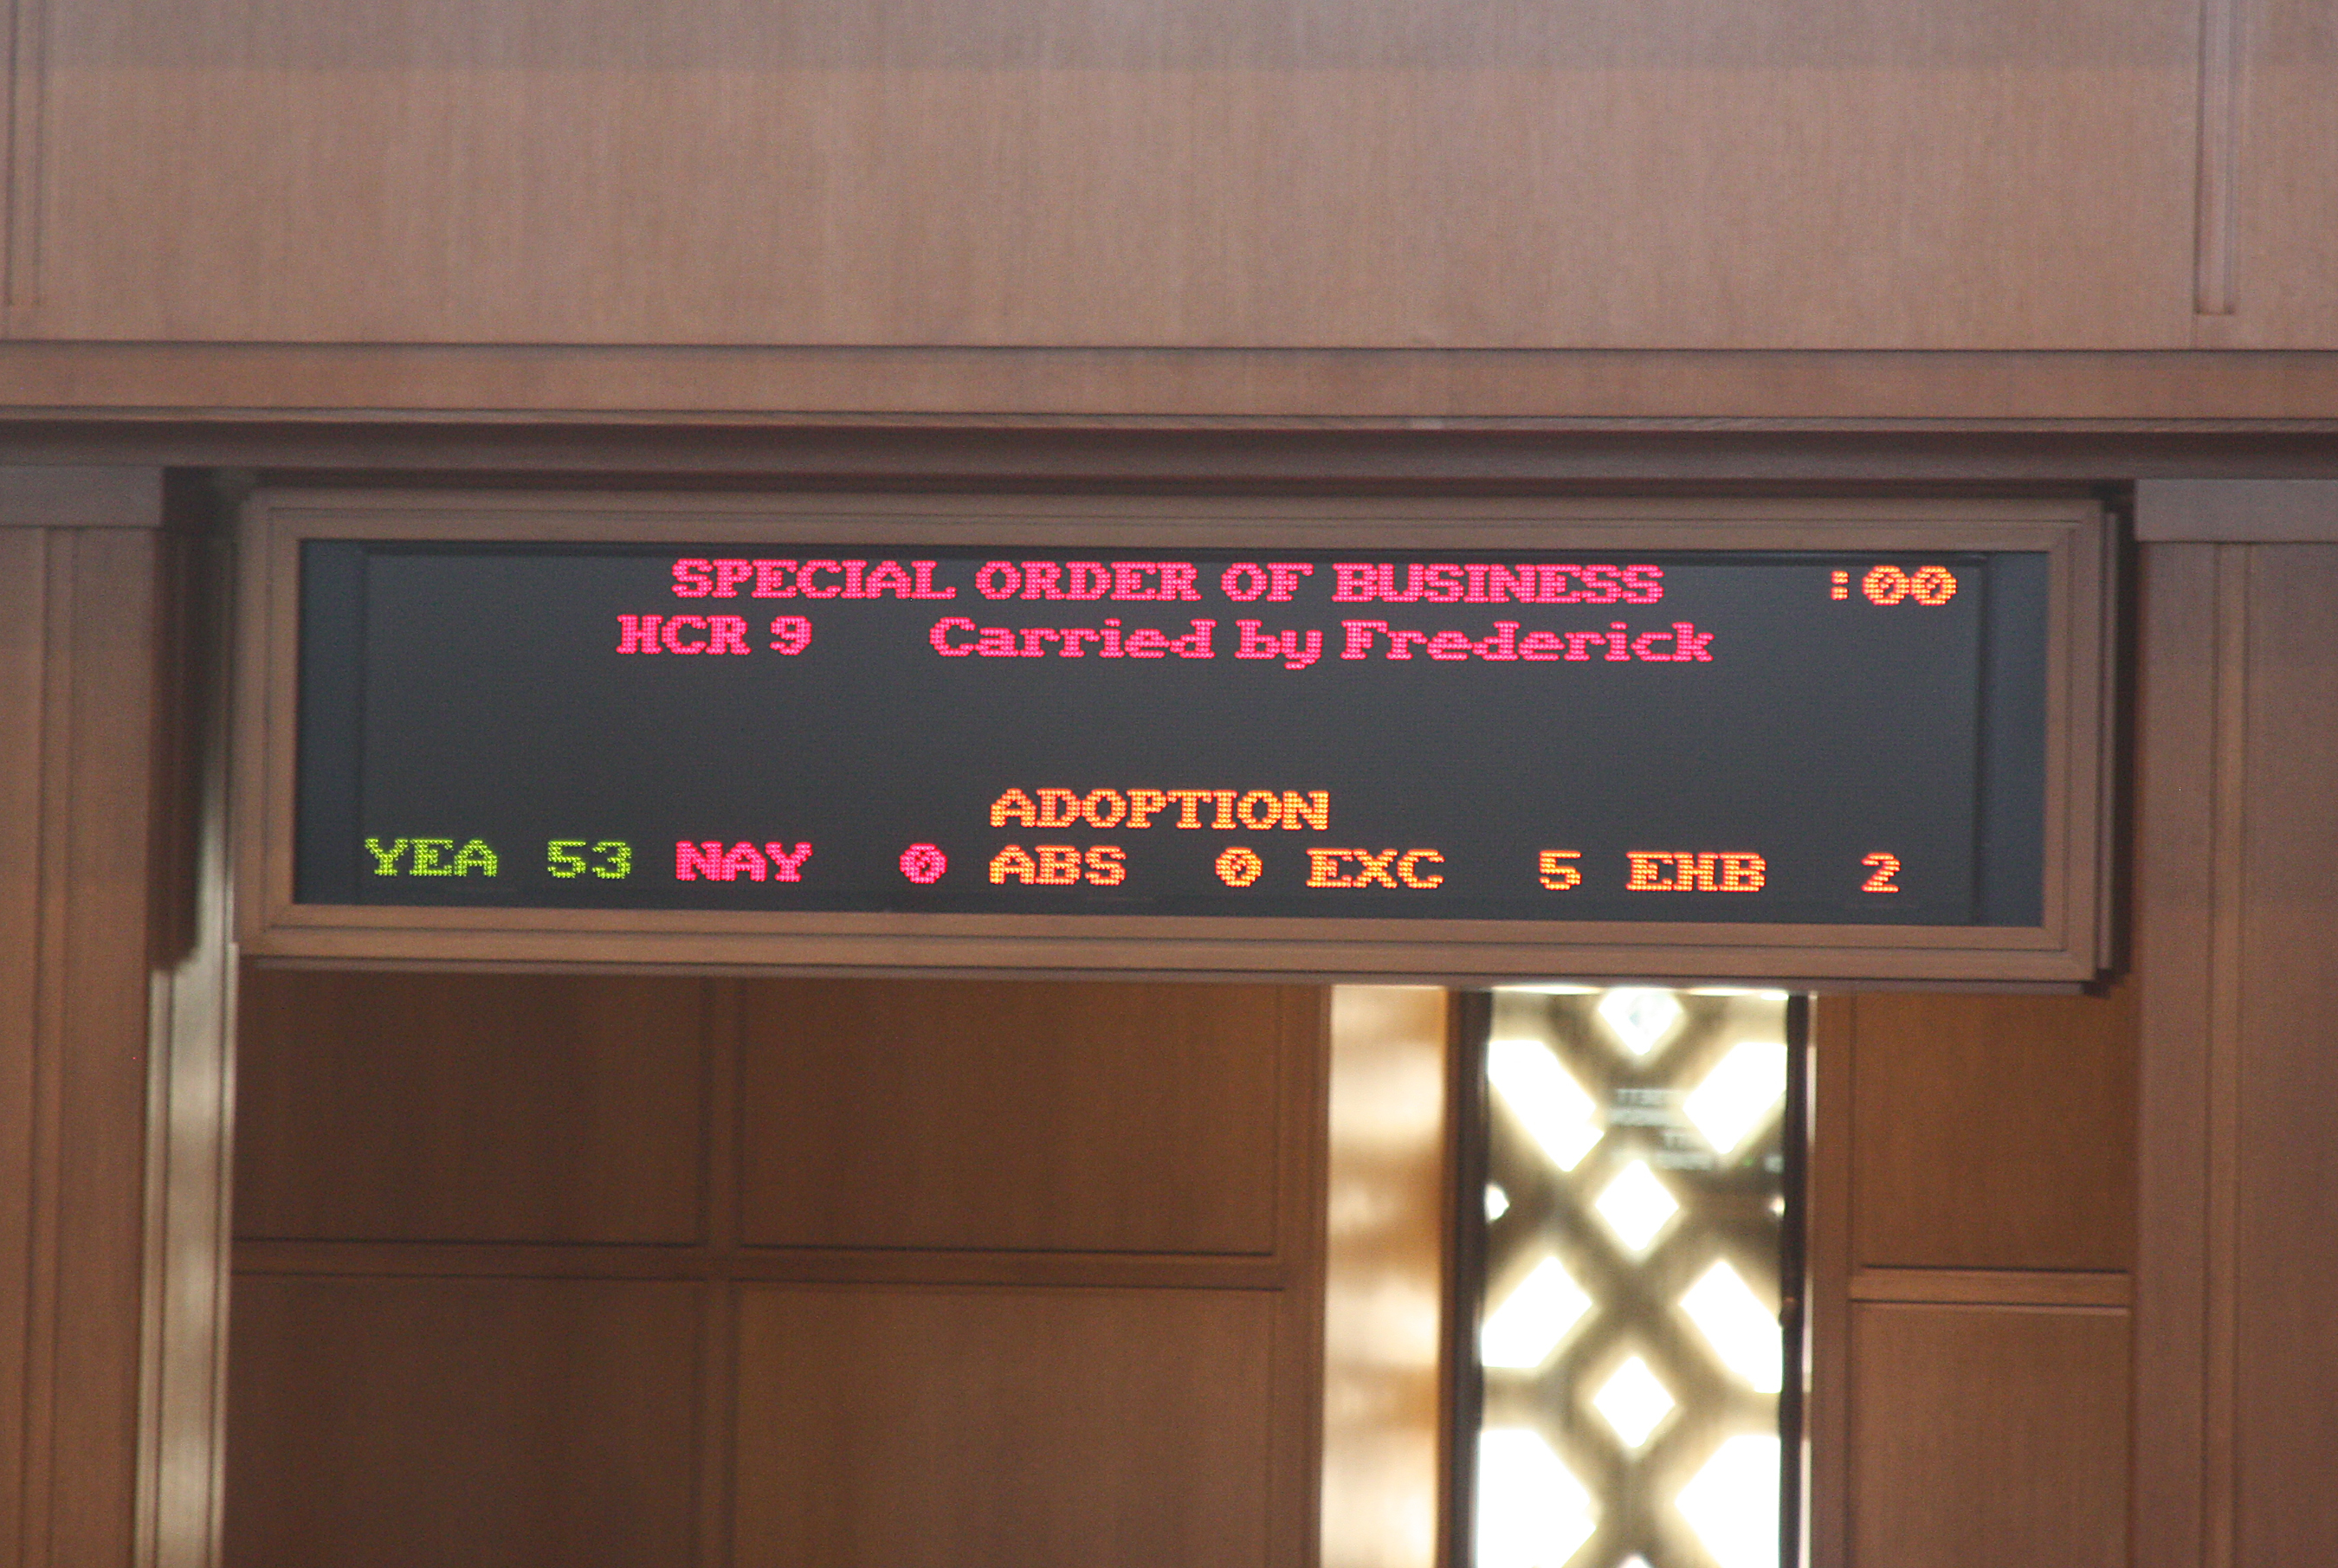 SPECIAL ORDER OF BUSINESS :00
HCR 9 Carried by Frederick
ADOPTION
YEA 53 NAY 0 ABS 0 EXC 5 EHB 2